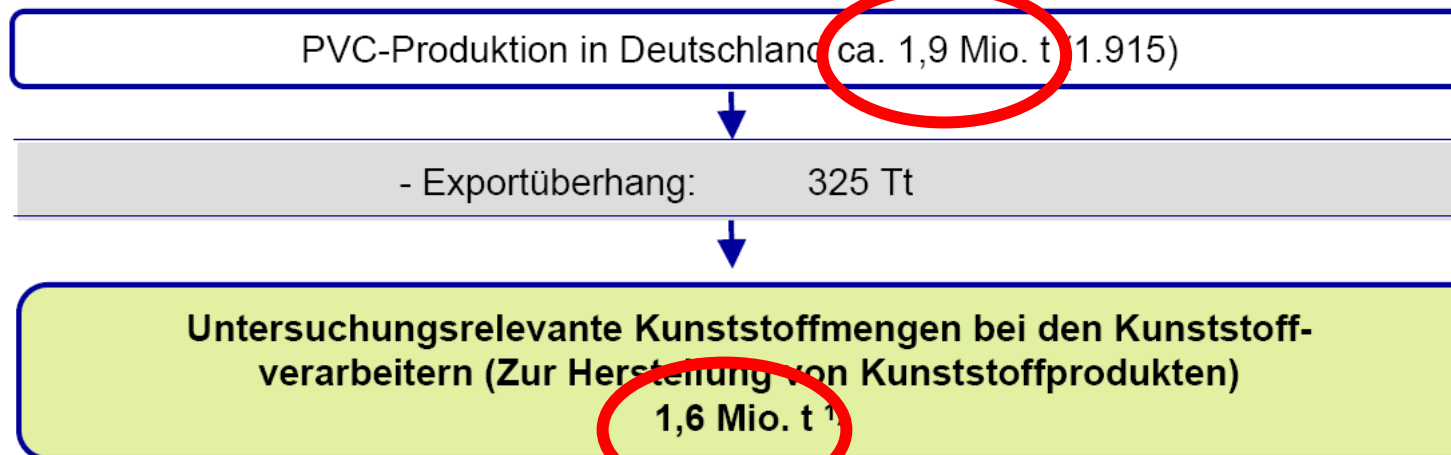 PVC-Produktion in Deutschland ca. 1,9 Mio. t (1.915)
- Exportüberhang: 325 Tt
Untersuchungsrelevante Kunststoffmengen bei den Kunststoff-
verarbeitern (Zur Herstellung von Kunststoffprodukten)
1,6 Mio. t ¹⁾